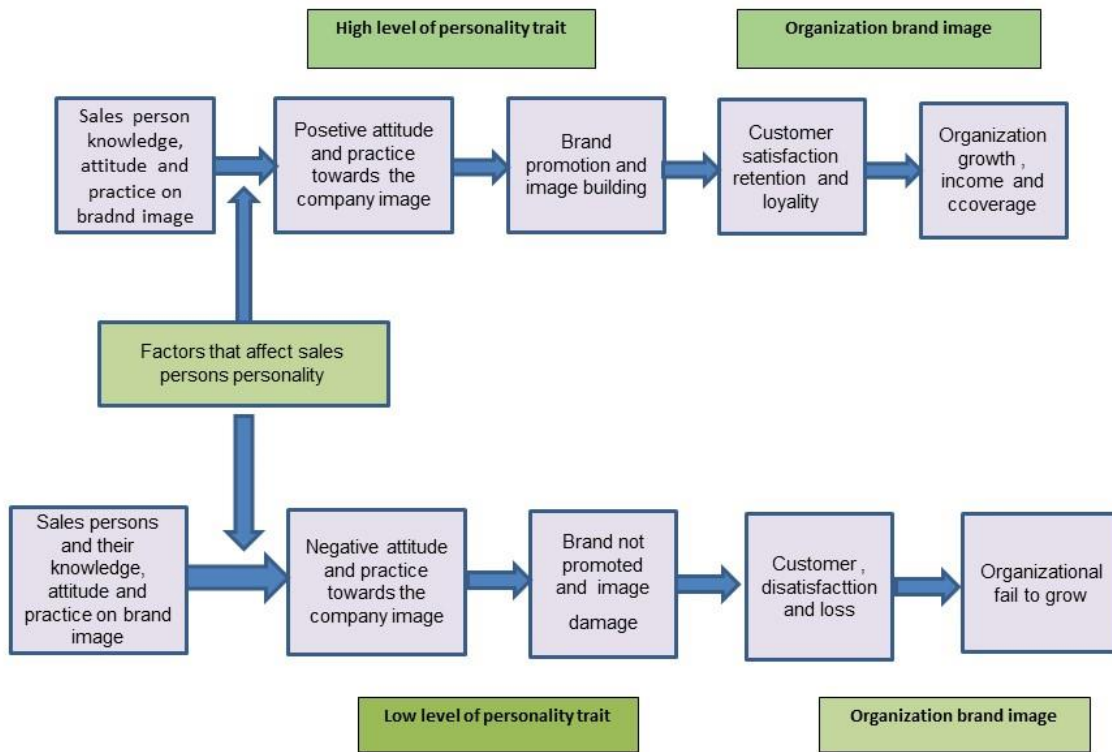 High level of personality trait
Organization brand image
Sales person
knowledge,
attitude and
practice on
bradnd image
Posetive attitude
and practice
towards the
company image
Brand
promotion and
image building
Customer
satisfaction
retention and
loyality
Organization
growth ,
income and
ccoverage
Factors that affect sales
persons personality
Sales persons
and their
knowledge,
attitude and
practice on brand
image
Negative attitude
and practice
towards the
company image
Brand not
promoted
and image
damage
Customer ,
disatisfacttion
and loss
Organizational
fail to grow
Low level of personality trait
Organization brand image